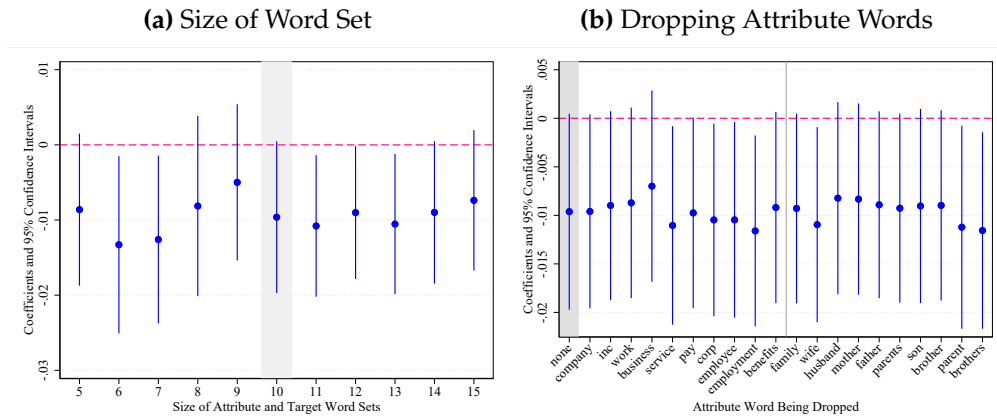 (a) Size of Word Set
Coefficients and 95% Confidence Intervals
.01
0
-.01
-.02
-.03
5 6 7 8 9 10 11 12 13 14 15
Size of Attribute and Target Word Sets
(b) Dropping Attribute Words
Coefficients and 95% Confidence Intervals
.005
0
-.005
-.01
-.015
-.02
none company inc work business service pay corp employee employment benefits family wife husband mother father parents son brother parent brothers
Attribute Word Being Dropped